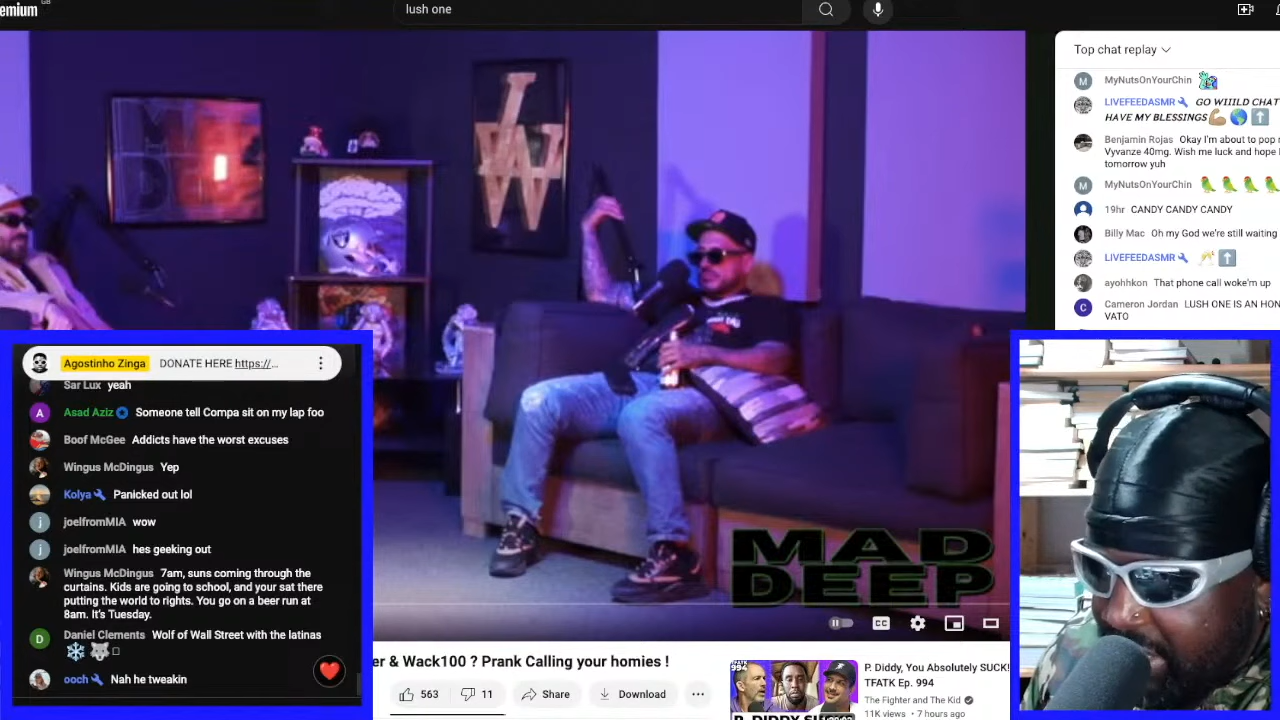 emium
GB
lush one
Top chat replay
M
MyNutsOnYourChin
LIVEFEEDASMR GO WIIILD CHAT
HAVE MY BLESSINGS
Benjamin Rojas Okay I'm about to pop
Vyvanze 40mg. Wish me luck and hope
tomorrow yuh
M
MyNutsOnYourChin
19hr CANDY CANDY CANDY
Billy Mac Oh my God we're still waiting
LIVEFEEDASMR
ayohhkon That phone call woke'm up
C
Cameron Jordan LUSH ONE IS AN HON
VATO
MAD
DEEP
CC
Agostinho Zinga DONATE HERE https://...
Sar Lux yeah
A
Asad Aziz Someone tell Compa sit on my lap foo
Boof McGee Addicts have the worst excuses
Wingus McDingus Yep
Kolya Panicked out lol
j
joelfromMIA wow
j
joelfromMIA hes geeking out
Wingus McDingus 7am, suns coming through the
curtains. Kids are going to school, and your sat there
putting the world to rights. You go on a beer run at
8am. It's Tuesday.
D
Daniel Clements Wolf of Wall Street with the latinas
ooch Nah he tweakin
er & Wack100 ? Prank Calling your homies !
563
11
Share
Download
TFATK
994
P. Diddy, You Absolutely SUCK!
TFATK Ep. 994
The Fighter and The Kid
11K views • 7 hours ago